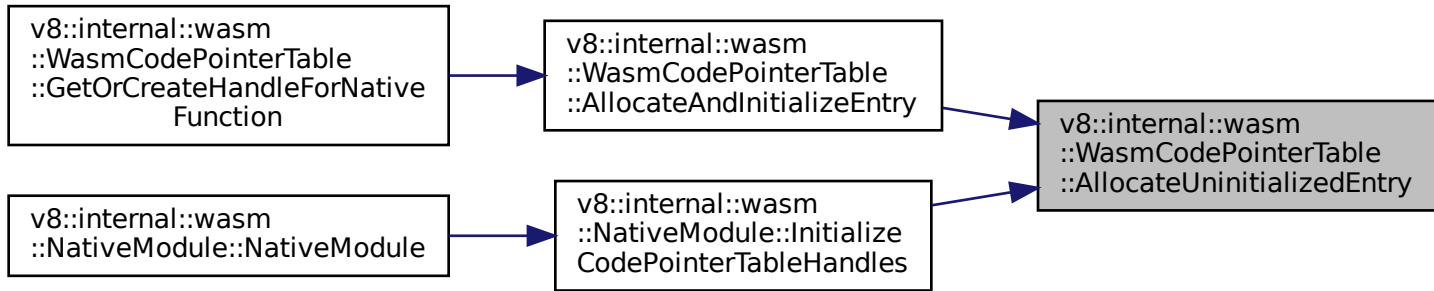 v8::internal::wasm
::WasmCodePointerTable
::GetOrCreateHandleForNative
Function
v8::internal::wasm
::WasmCodePointerTable
::AllocateAndInitializeEntry
v8::internal::wasm
::WasmCodePointerTable
::AllocateUninitializedEntry
v8::internal::wasm
::NativeModule::NativeModule
v8::internal::wasm
::NativeModule::Initialize
CodePointerTableHandles